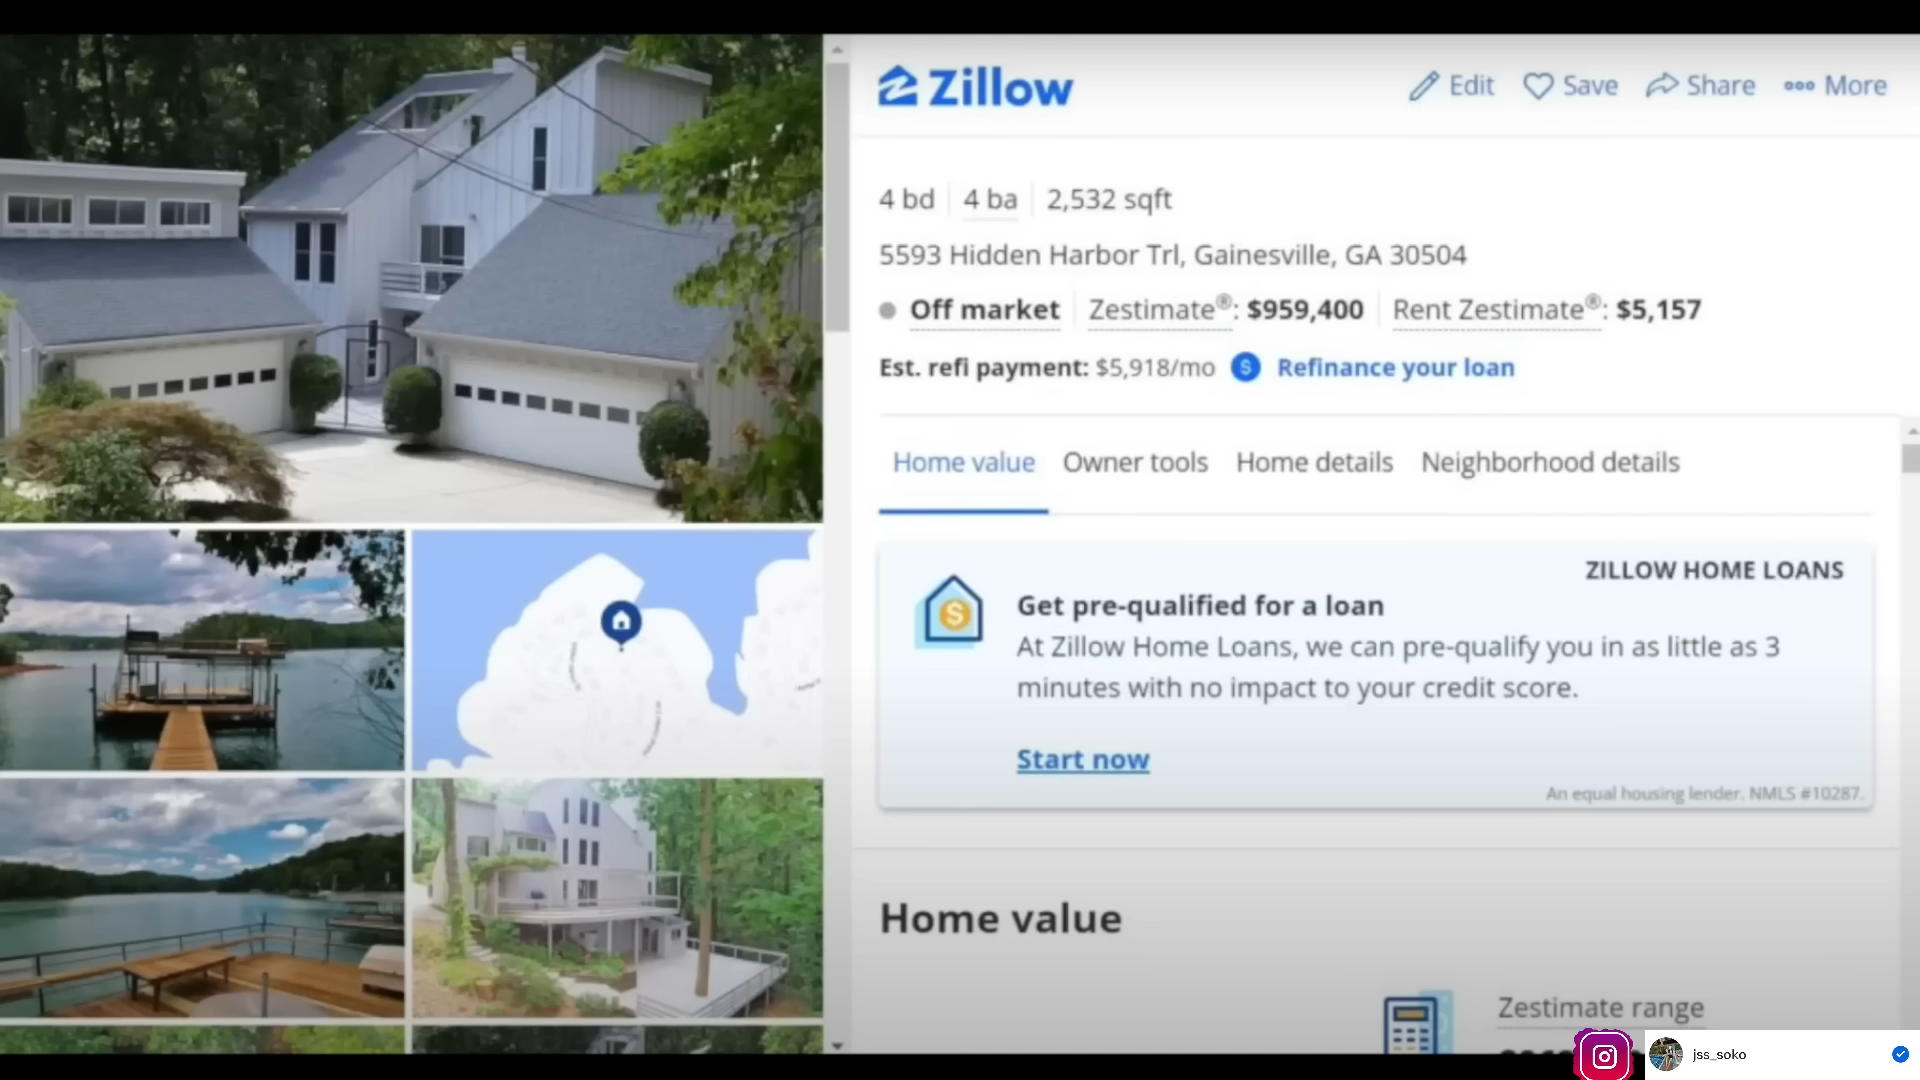 Zillow
Edit Save Share More
4 bd 4 ba 2,532 sqft
5593 Hidden Harbor Trl, Gainesville, GA 30504
Off market Zestimate®: $959,400 Rent Zestimate®: $5,157
Est. refi payment: $5,918/mo $ Refinance your loan
Home value Owner tools Home details Neighborhood details
ZILLOW HOME LOANS
$
Get pre-qualified for a loan
At Zillow Home Loans, we can pre-qualify you in as little as 3
minutes with no impact to your credit score.
Start now
An equal housing lender. NMLS #10287.
Home value
Zestimate range
jss_soko